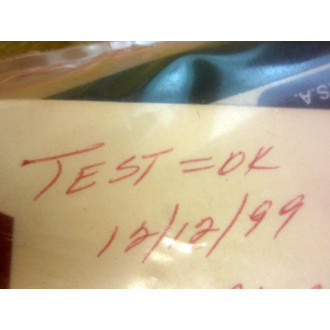 S.A.
TEST = OK
12/12/99